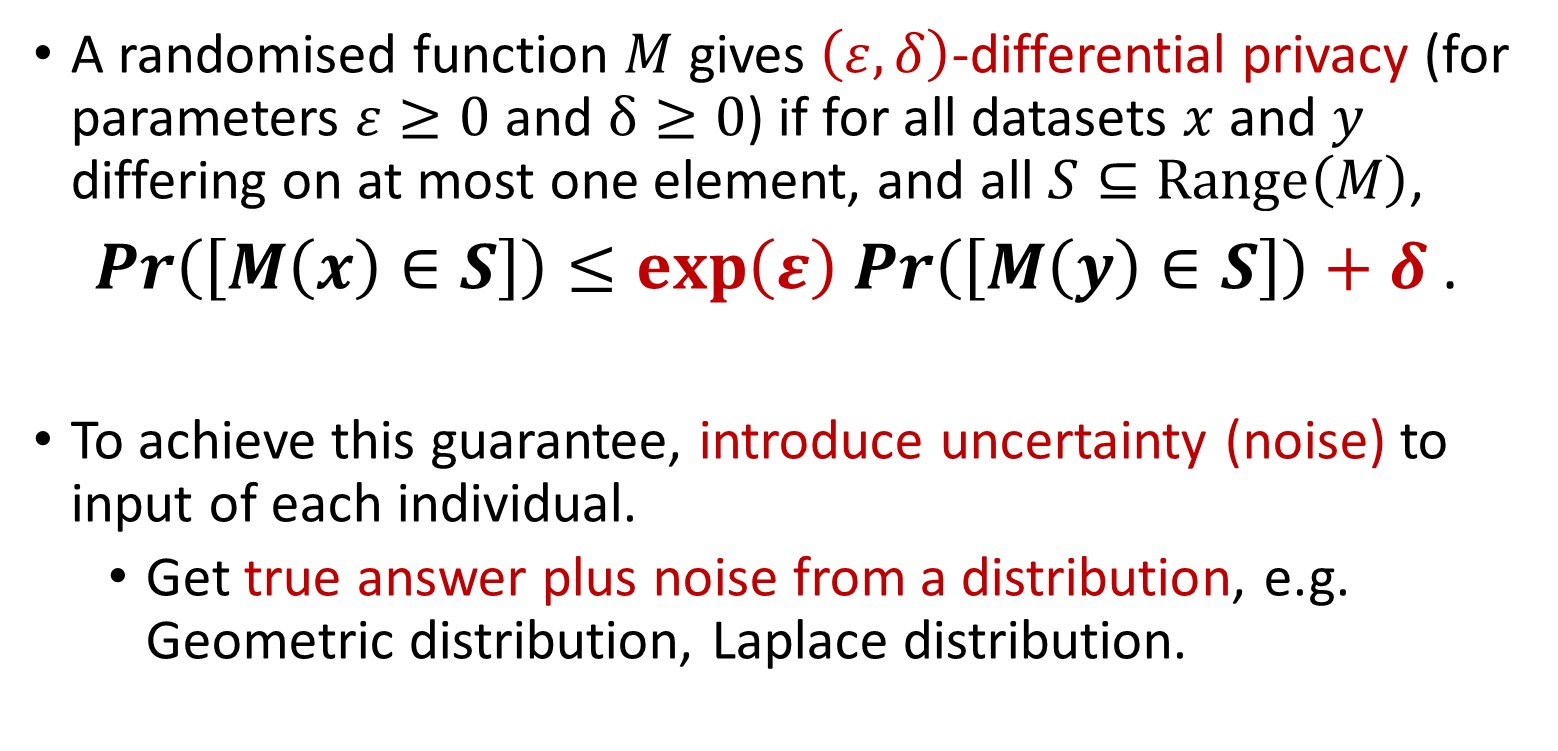 • A randomised function M gives (ε, δ)-differential privacy (for
parameters ε ≥ 0 and δ ≥ 0) if for all datasets x and y
differing on at most one element, and all S ⊆ Range(M),
Pr([M(x) ∈ S]) ≤ exp(ε) Pr([M(y) ∈ S]) + δ .
• To achieve this guarantee, introduce uncertainty (noise) to
input of each individual.
• Get true answer plus noise from a distribution, e.g.
Geometric distribution, Laplace distribution.